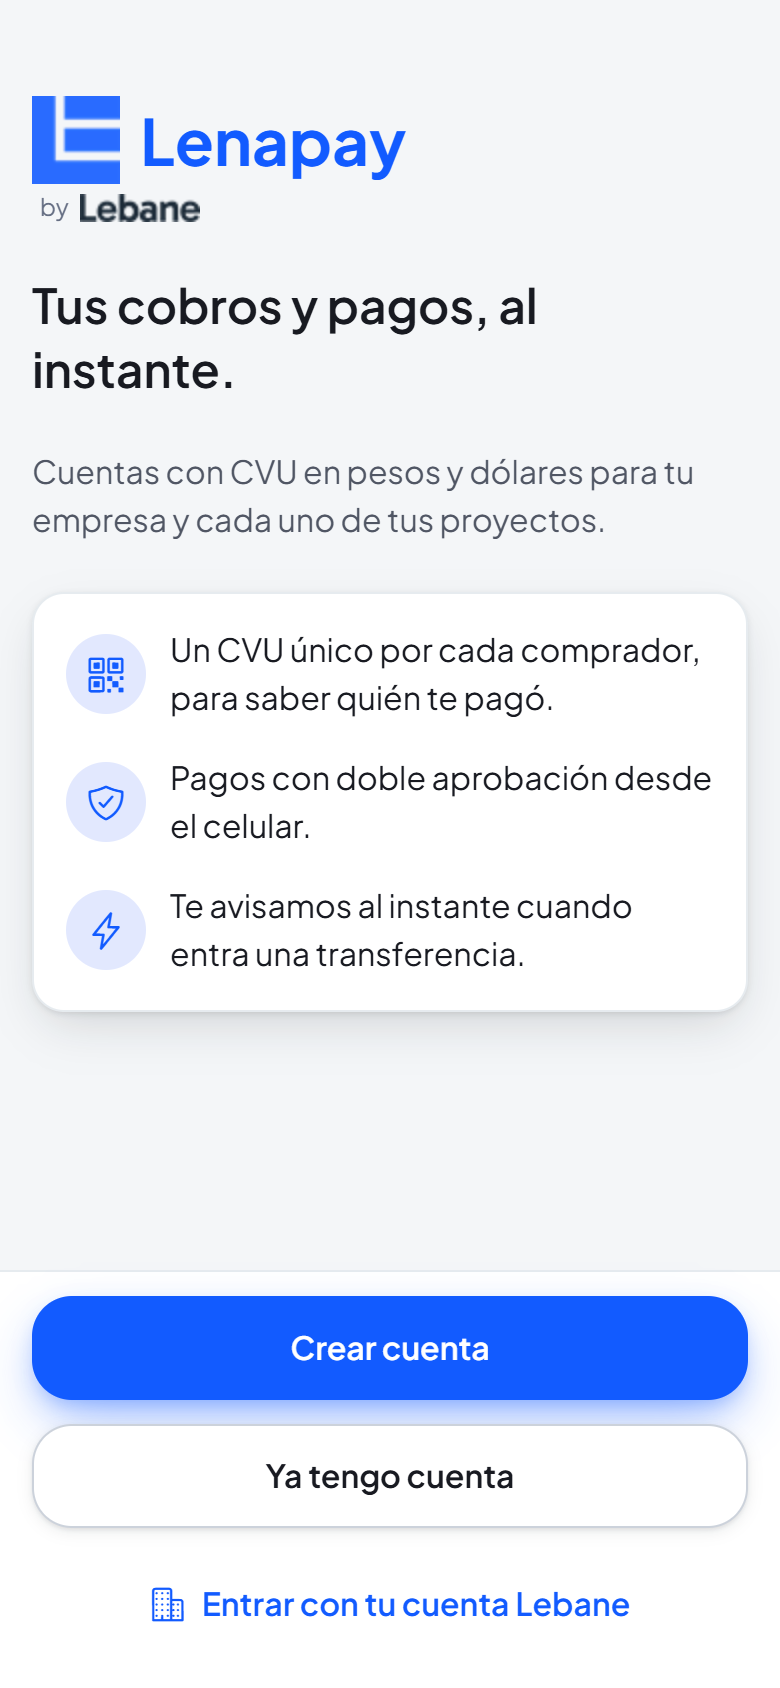 Lenapay
by Lebane
Tus cobros y pagos, al
instante.
Cuentas con CVU en pesos y dólares para tu
empresa y cada uno de tus proyectos.
Un CVU único por cada comprador,
para saber quién te pagó.
Pagos con doble aprobación desde
el celular.
Te avisamos al instante cuando
entra una transferencia.
Crear cuenta
Ya tengo cuenta
Entrar con tu cuenta Lebane